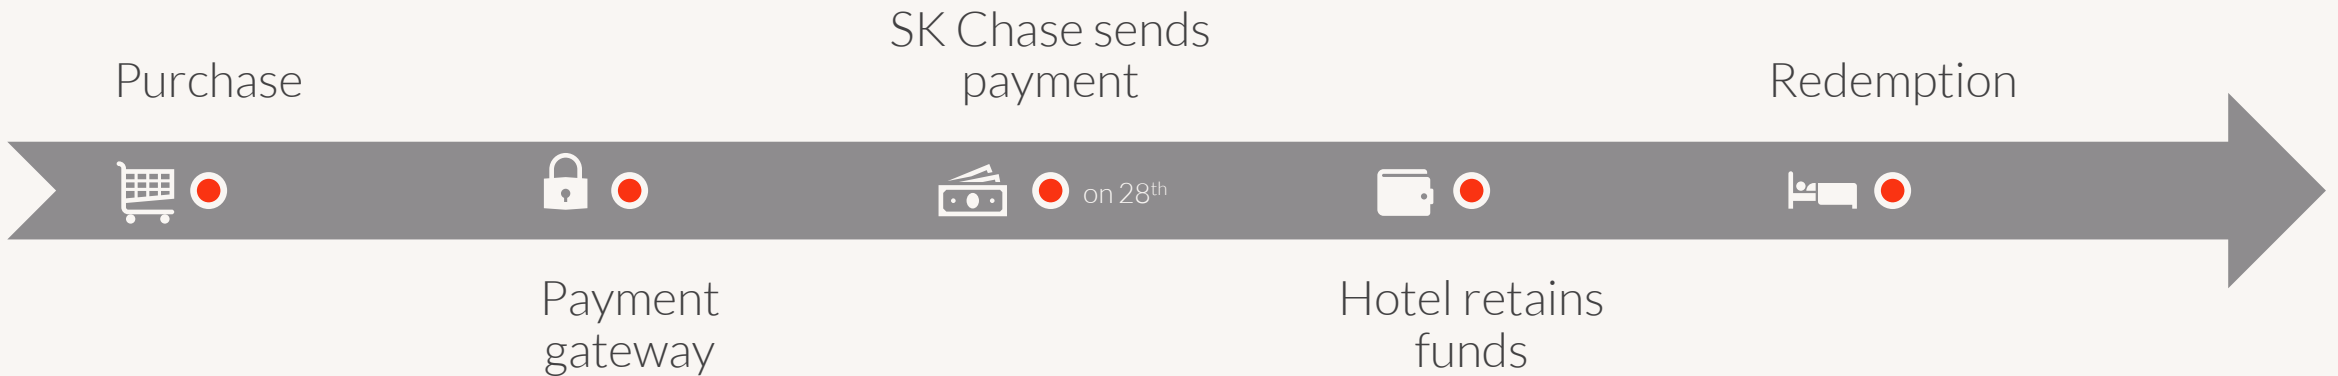 Purchase
Payment
gateway
SK Chase sends
payment
on 28th
Hotel retains
funds
Redemption